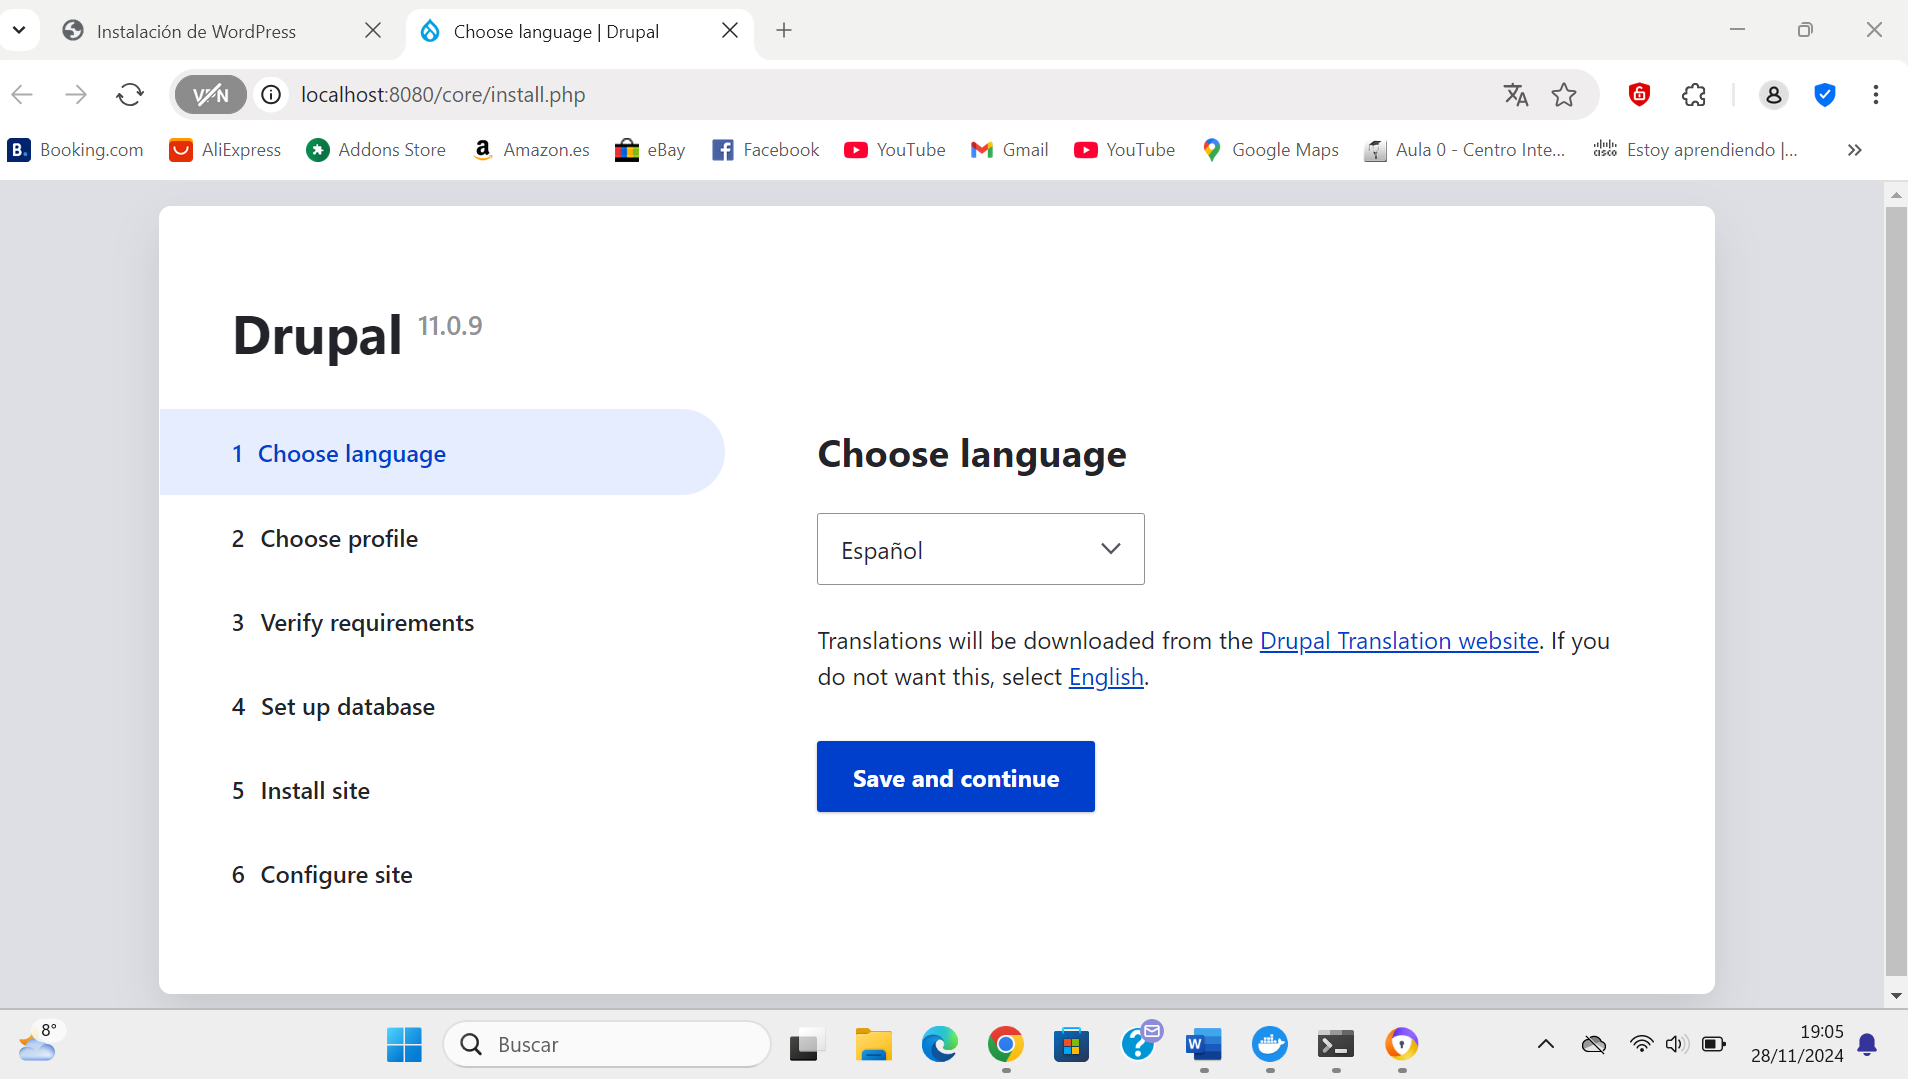 Instalación de WordPress
Choose language | Drupal
VPN
localhost:8080/core/install.php
B. Booking.com
AliExpress
Addons Store
a Amazon.es
eBay
Facebook
YouTube
Gmail
YouTube
Google Maps
Aula 0 - Centro Inte...
cisco Estoy aprendiendo |...
Drupal 11.0.9
1 Choose language
2 Choose profile
3 Verify requirements
4 Set up database
5 Install site
6 Configure site
Choose language
Español
Translations will be downloaded from the Drupal Translation website. If you
do not want this, select English.
Save and continue
8°
Buscar
W
19:05
28/11/2024